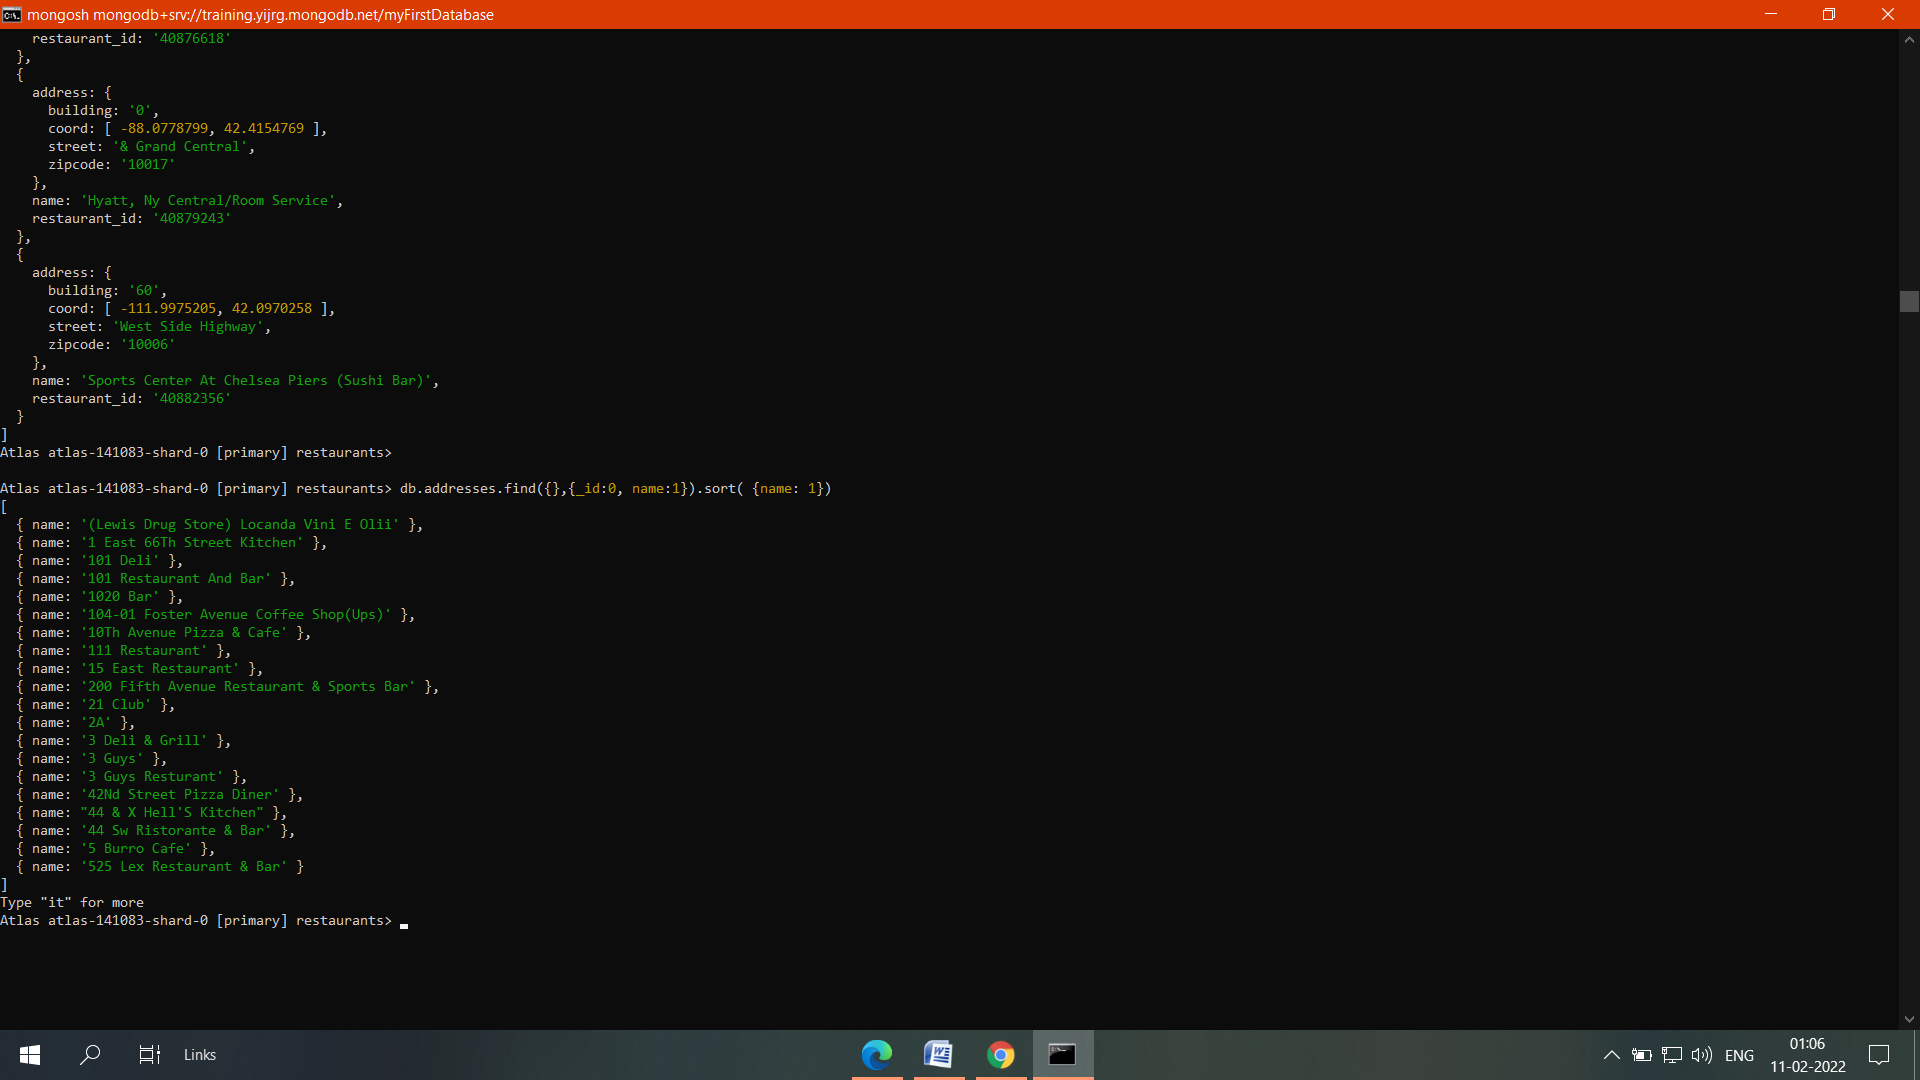 mongosh mongodb+srv://training.yijrg.mongodb.net/myFirstDatabase
    restaurant_id: '40876618'
  },
  {
    address: {
      building: '0',
      coord: [ -88.0778799, 42.4154769 ],
      street: '& Grand Central',
      zipcode: '10017'
    },
    name: 'Hyatt, Ny Central/Room Service',
    restaurant_id: '40879243'
  },
  {
    address: {
      building: '60',
      coord: [ -111.9975205, 42.0970258 ],
      street: 'West Side Highway',
      zipcode: '10006'
    },
    name: 'Sports Center At Chelsea Piers (Sushi Bar)',
    restaurant_id: '40882356'
  }
]
Atlas atlas-141083-shard-0 [primary] restaurants>
Atlas atlas-141083-shard-0 [primary] restaurants> db.addresses.find({},{_id:0, name:1}).sort( {name: 1})
[
  { name: '(Lewis Drug Store) Locanda Vini E Olii' },
  { name: '1 East 66Th Street Kitchen' },
  { name: '101 Deli' },
  { name: '101 Restaurant And Bar' },
  { name: '1020 Bar' },
  { name: '104-01 Foster Avenue Coffee Shop(Ups)' },
  { name: '10Th Avenue Pizza & Cafe' },
  { name: '111 Restaurant' },
  { name: '15 East Restaurant' },
  { name: '200 Fifth Avenue Restaurant & Sports Bar' },
  { name: '21 Club' },
  { name: '2A' },
  { name: '3 Deli & Grill' },
  { name: '3 Guys' },
  { name: '3 Guys Resturant' },
  { name: '42Nd Street Pizza Diner' },
  { name: "44 & X Hell'S Kitchen" },
  { name: '44 Sw Ristorante & Bar' },
  { name: '5 Burro Cafe' },
  { name: '525 Lex Restaurant & Bar' }
]
Type "it" for more
Atlas atlas-141083-shard-0 [primary] restaurants>
Links
ENG
01:06
11-02-2022